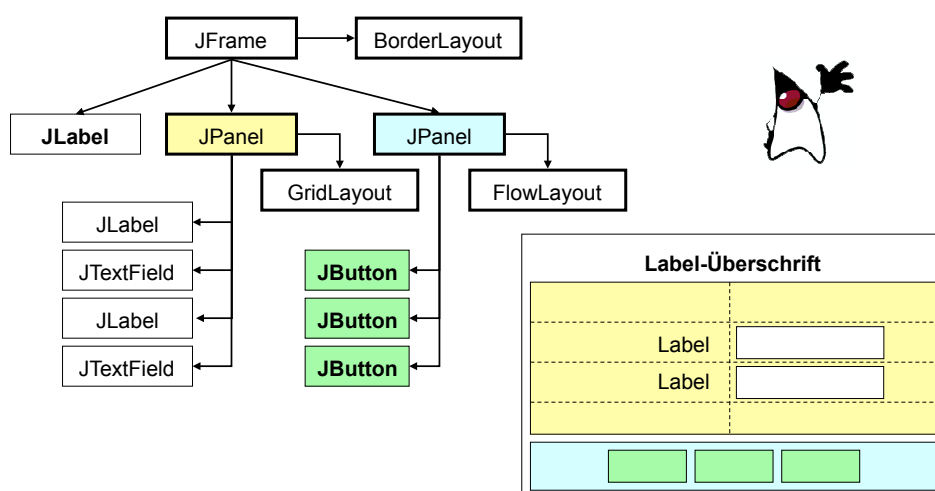 JFrame
BorderLayout
JLabel
JPanel
JPanel
GridLayout
FlowLayout
JLabel
JTextField
JLabel
JTextField
JButton
JButton
JButton
Label-Überschrift
Label
Label